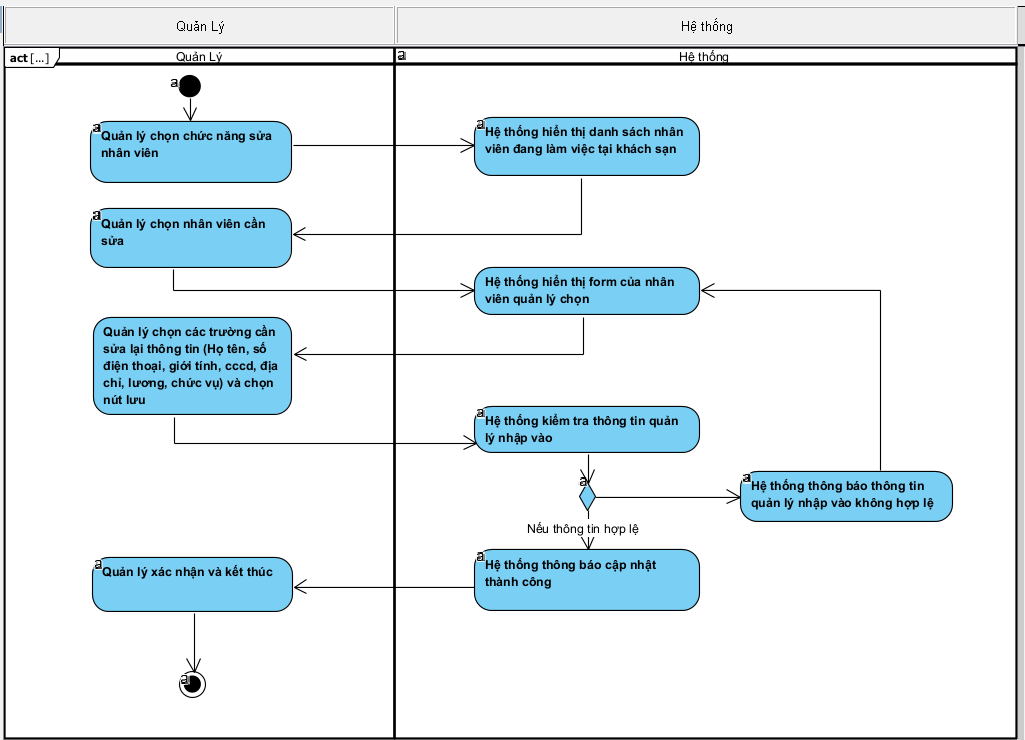 Quản Lý
Hệ thống
act [...]
Quản Lý
a
Hệ thống
a
a
Quản lý chọn chức năng sửa
nhân viên
a
Hệ thống hiển thị danh sách nhân
viên đang làm việc tại khách sạn
a
Quản lý chọn nhân viên cần
sửa
Hệ thống hiển thị form của nhân
viên quản lý chọn
Quản lý chọn các trường cần
sửa lại thông tin (Họ tên, số
điện thoại, giới tính, cccd, địa
chỉ, lương, chức vụ) và chọn
nút lưu
a
Hệ thống kiểm tra thông tin quản
lý nhập vào
a
a
Hệ thống thông báo thông tin
quản lý nhập vào không hợp lệ
Nếu thông tin hợp lệ
a
Hệ thống thông báo cập nhật
thành công
a
Quản lý xác nhận và kết thúc
a